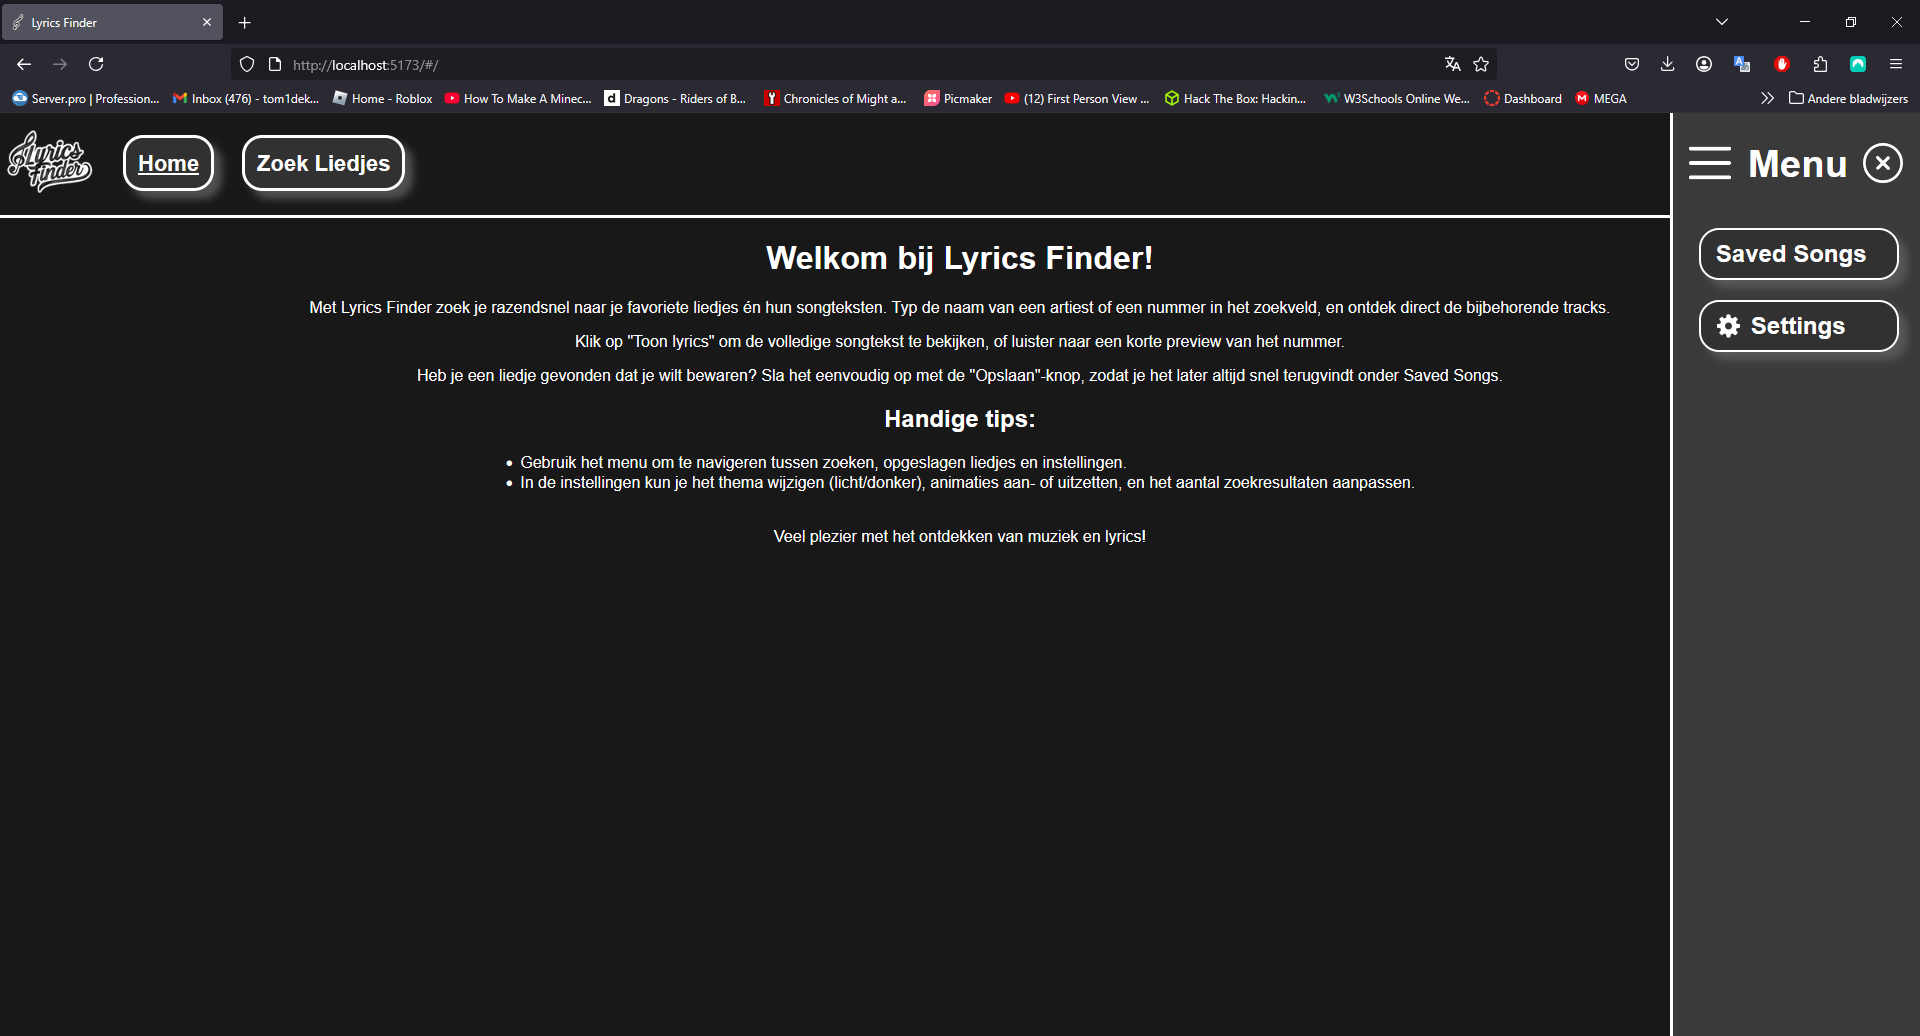 Lyrics Finder
http://localhost:5173/#/
Server.pro | Profession...
Inbox (476) - tom1dek...
Home - Roblox
How To Make A Minec...
Dragons - Riders of B...
Chronicles of Might a...
Picmaker
(12) First Person View ...
Hack The Box: Hackin...
W3Schools Online We...
Dashboard
MEGA
Andere bladwijzers
Lyrics
Finder
Home
Zoek Liedjes
Menu
Saved Songs
Settings
Welkom bij Lyrics Finder!
Met Lyrics Finder zoek je razendsnel naar je favoriete liedjes én hun songteksten. Typ de naam van een artiest of een nummer in het zoekveld, en ontdek direct de bijbehorende tracks.
Klik op "Toon lyrics" om de volledige songtekst te bekijken, of luister naar een korte preview van het nummer.
Heb je een liedje gevonden dat je wilt bewaren? Sla het eenvoudig op met de "Opslaan"-knop, zodat je het later altijd snel terugvindt onder Saved Songs.
Handige tips:
• Gebruik het menu om te navigeren tussen zoeken, opgeslagen liedjes en instellingen.
• In de instellingen kun je het thema wijzigen (licht/donker), animaties aan- of uitzetten, en het aantal zoekresultaten aanpassen.
Veel plezier met het ontdekken van muziek en lyrics!